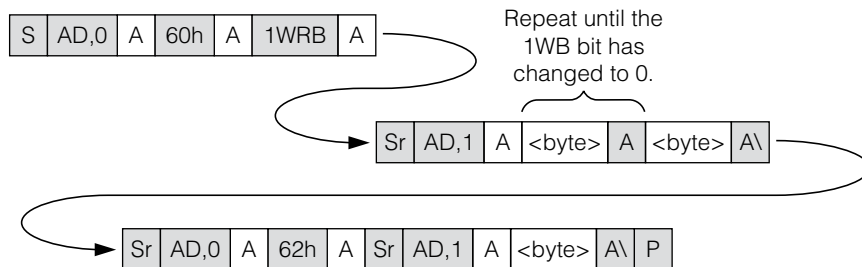 S AD,0 A 60h A 1WRB A
Repeat until the
1WB bit has
changed to 0.
Sr AD,1 A <byte> A <byte> A\
Sr AD,0 A 62h A Sr AD,1 A <byte> A\ P